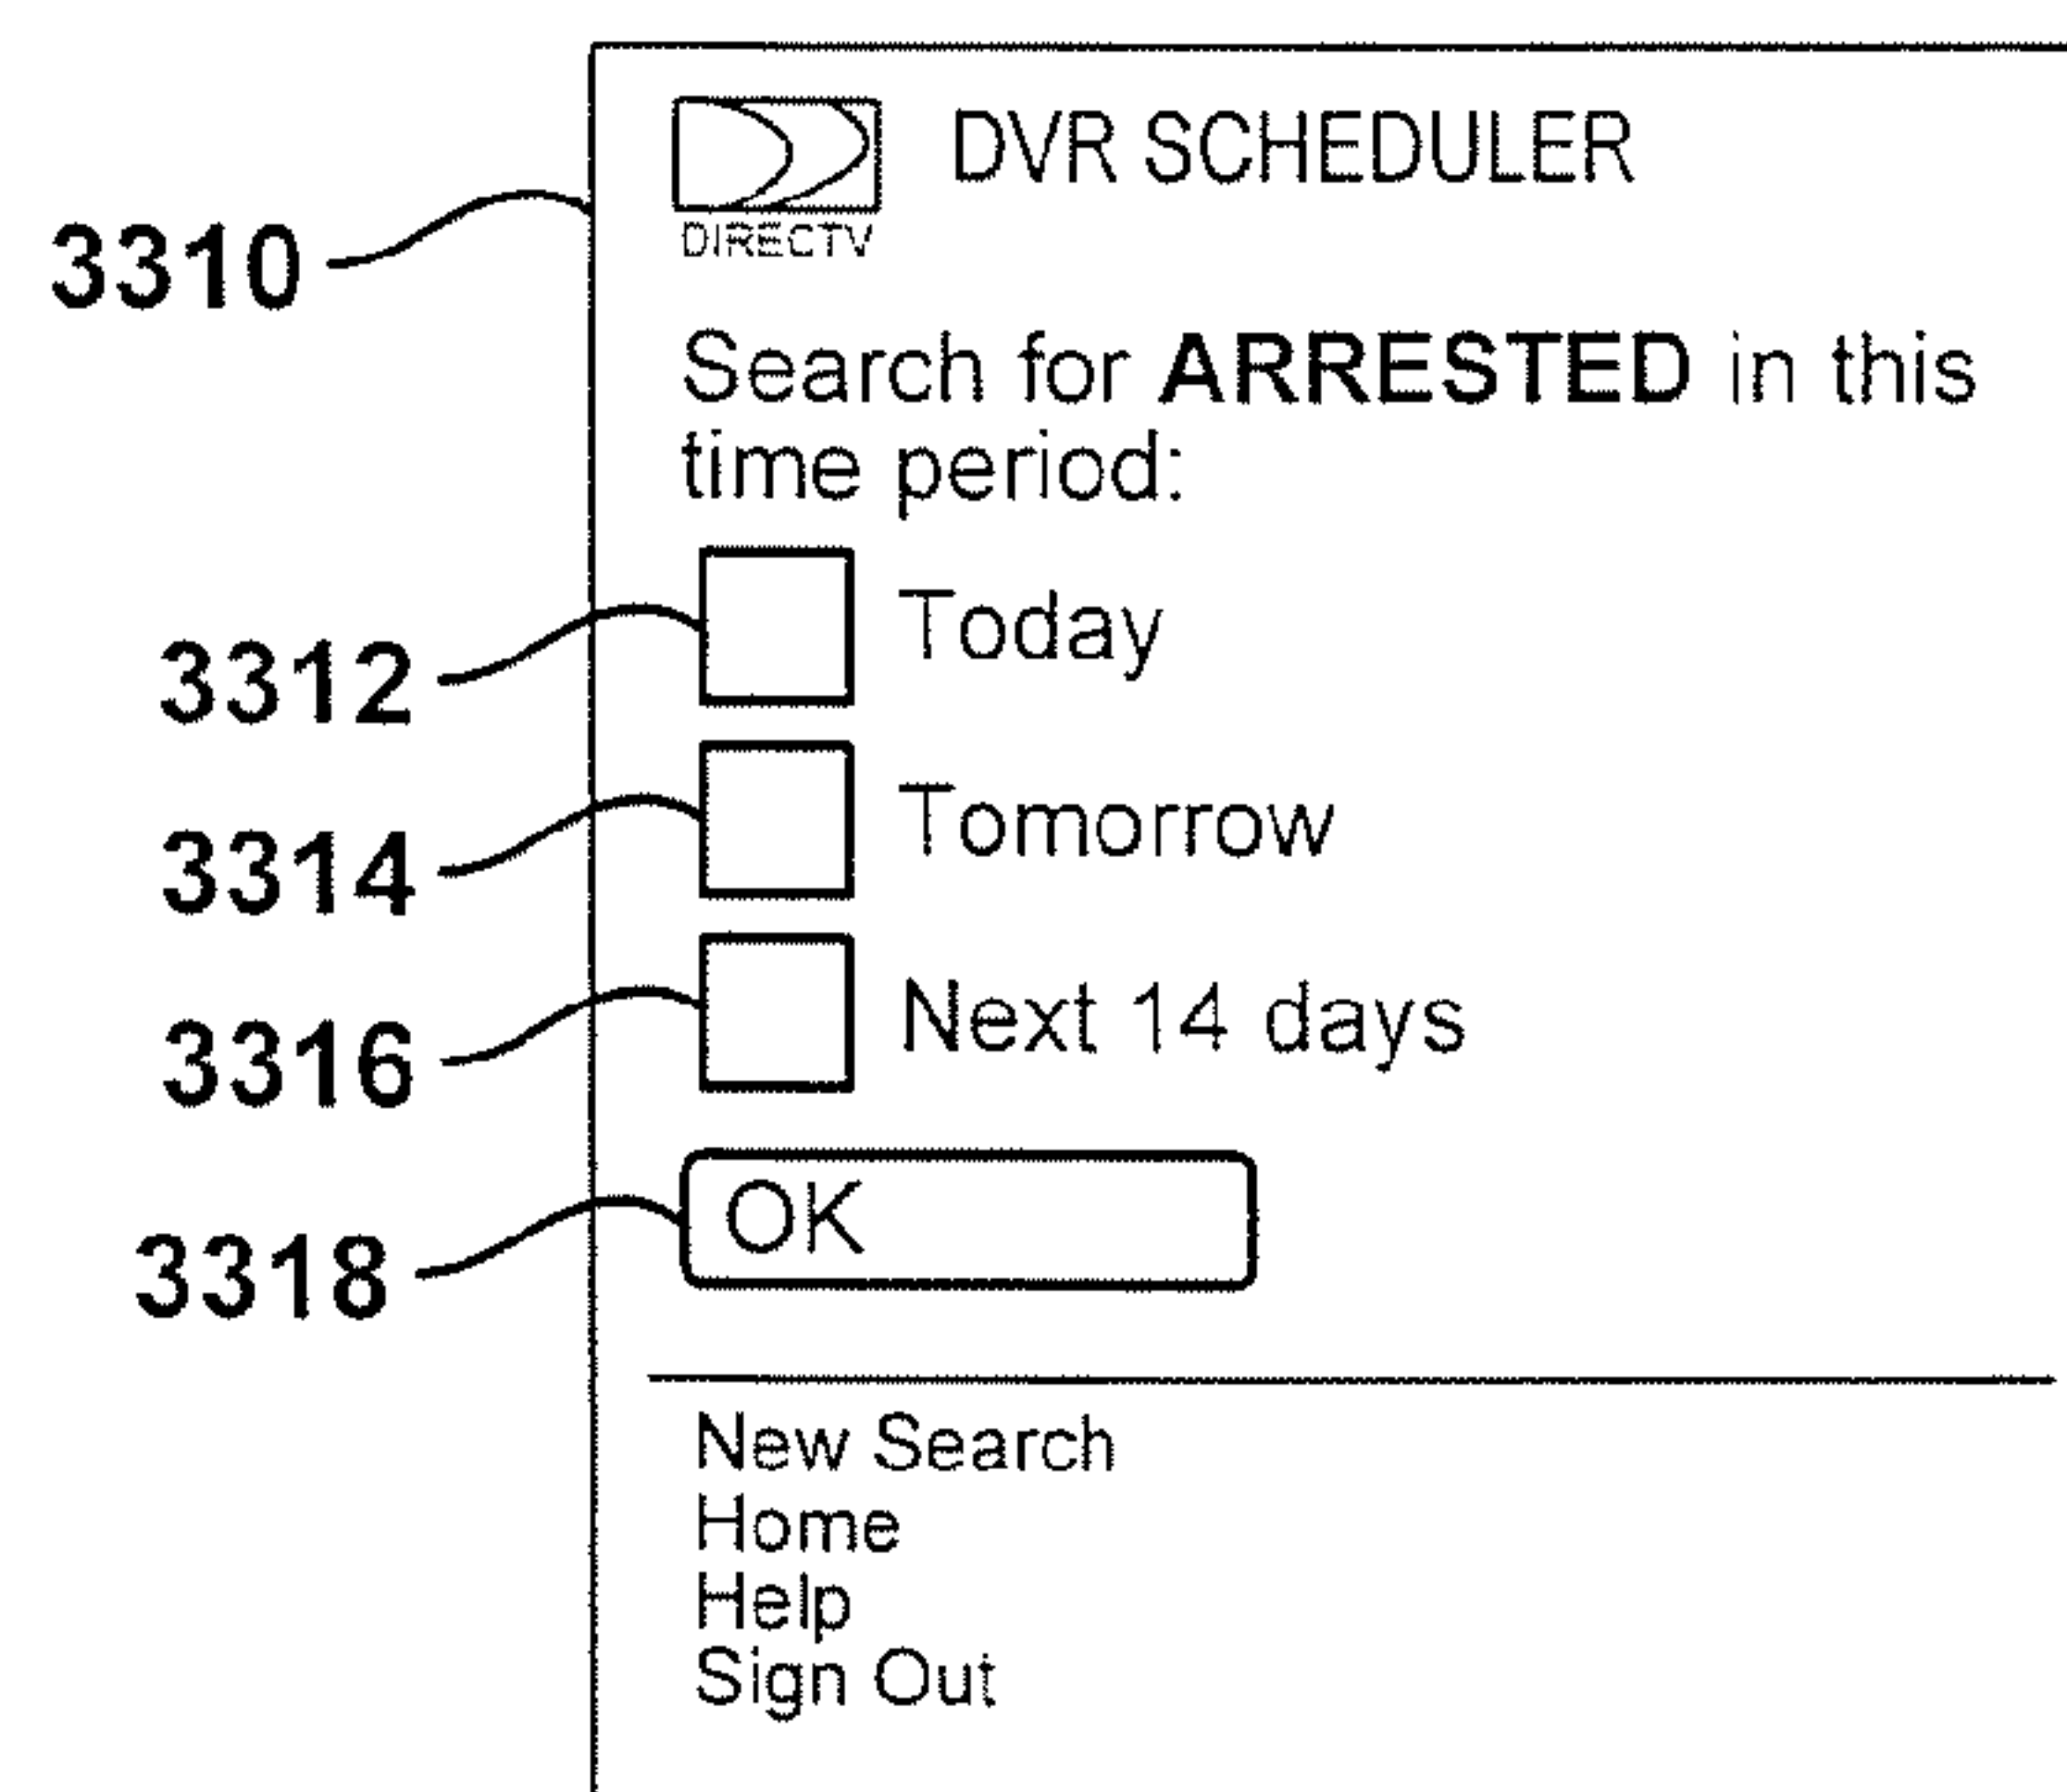 DVR SCHEDULER
DIRECTV
3310
Search for ARRESTED in this
time period:
3312 Today
3314 Tomorrow
3316 Next 14 days
3318 OK
New Search
Home
Help
Sign Out